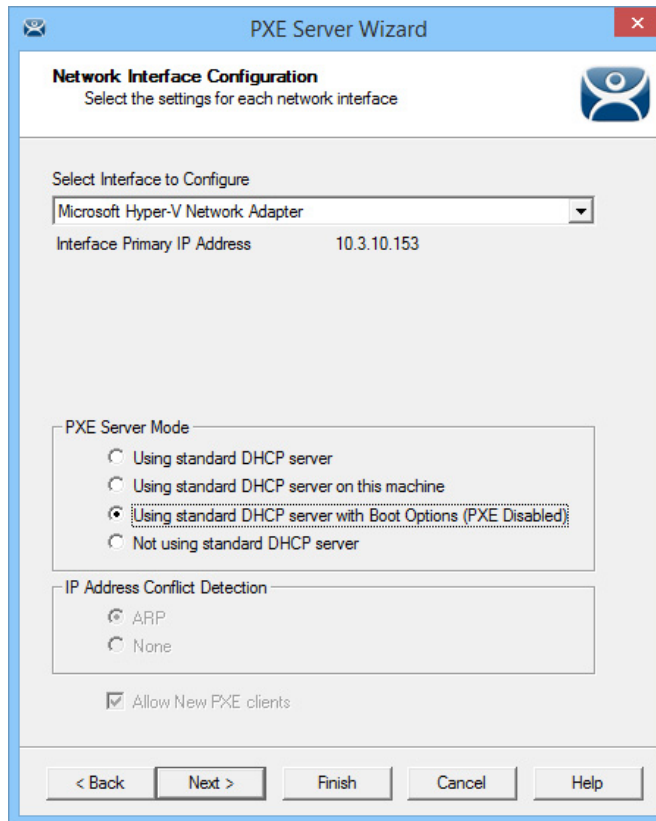 PXE Server Wizard
Network Interface Configuration
Select the settings for each network interface
Select Interface to Configure
Microsoft Hyper-V Network Adapter
Interface Primary IP Address 10.3.10.153
PXE Server Mode
Using standard DHCP server
Using standard DHCP server on this machine
Using standard DHCP server with Boot Options (PXE Disabled)
Not using standard DHCP server
IP Address Conflict Detection
ARP
None
Allow New PXE clients
< Back Next > Finish Cancel Help